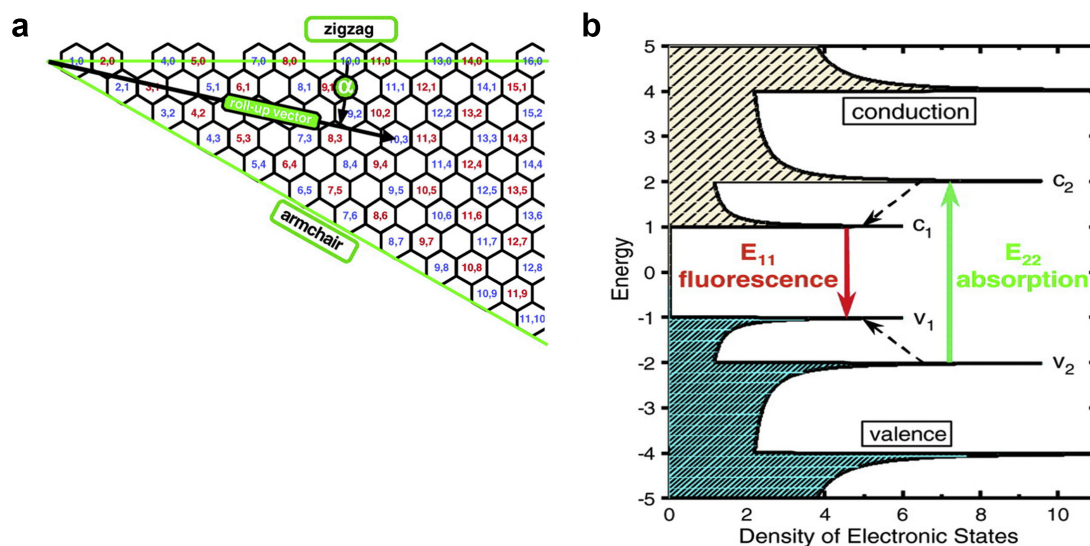 a
zigzag
1,0 2,0 4,0 5,0 7,0 8,0 10,0 11,0 13,0 14,0 16,0
2,1 3,1 5,1 6,1 8,1 9,1 11,1 12,1 14,1 15,1
α
roll-up vector
3,2 4,2 9,2 10,2 12,2 13,2 15,2
4,3 5,3 7,3 8,3 10,3 11,3 13,3 14,3
5,4 6,4 8,4 9,4 11,4 12,4 14,4
6,5 7,5 9,5 10,5 12,5 13,5
7,6 8,6 10,6 11,6 13,6
armchair
8,7 9,7 11,7 12,7
9,8 10,8 12,8
10,9 11,9
11,10
b
5
4
3
2
1
0
-1
-2
-3
-4
-5
Energy
conduction
c2
c1
E11
fluorescence
E22
absorption
v1
v2
valence
0 2 4 6 8 10
Density of Electronic States